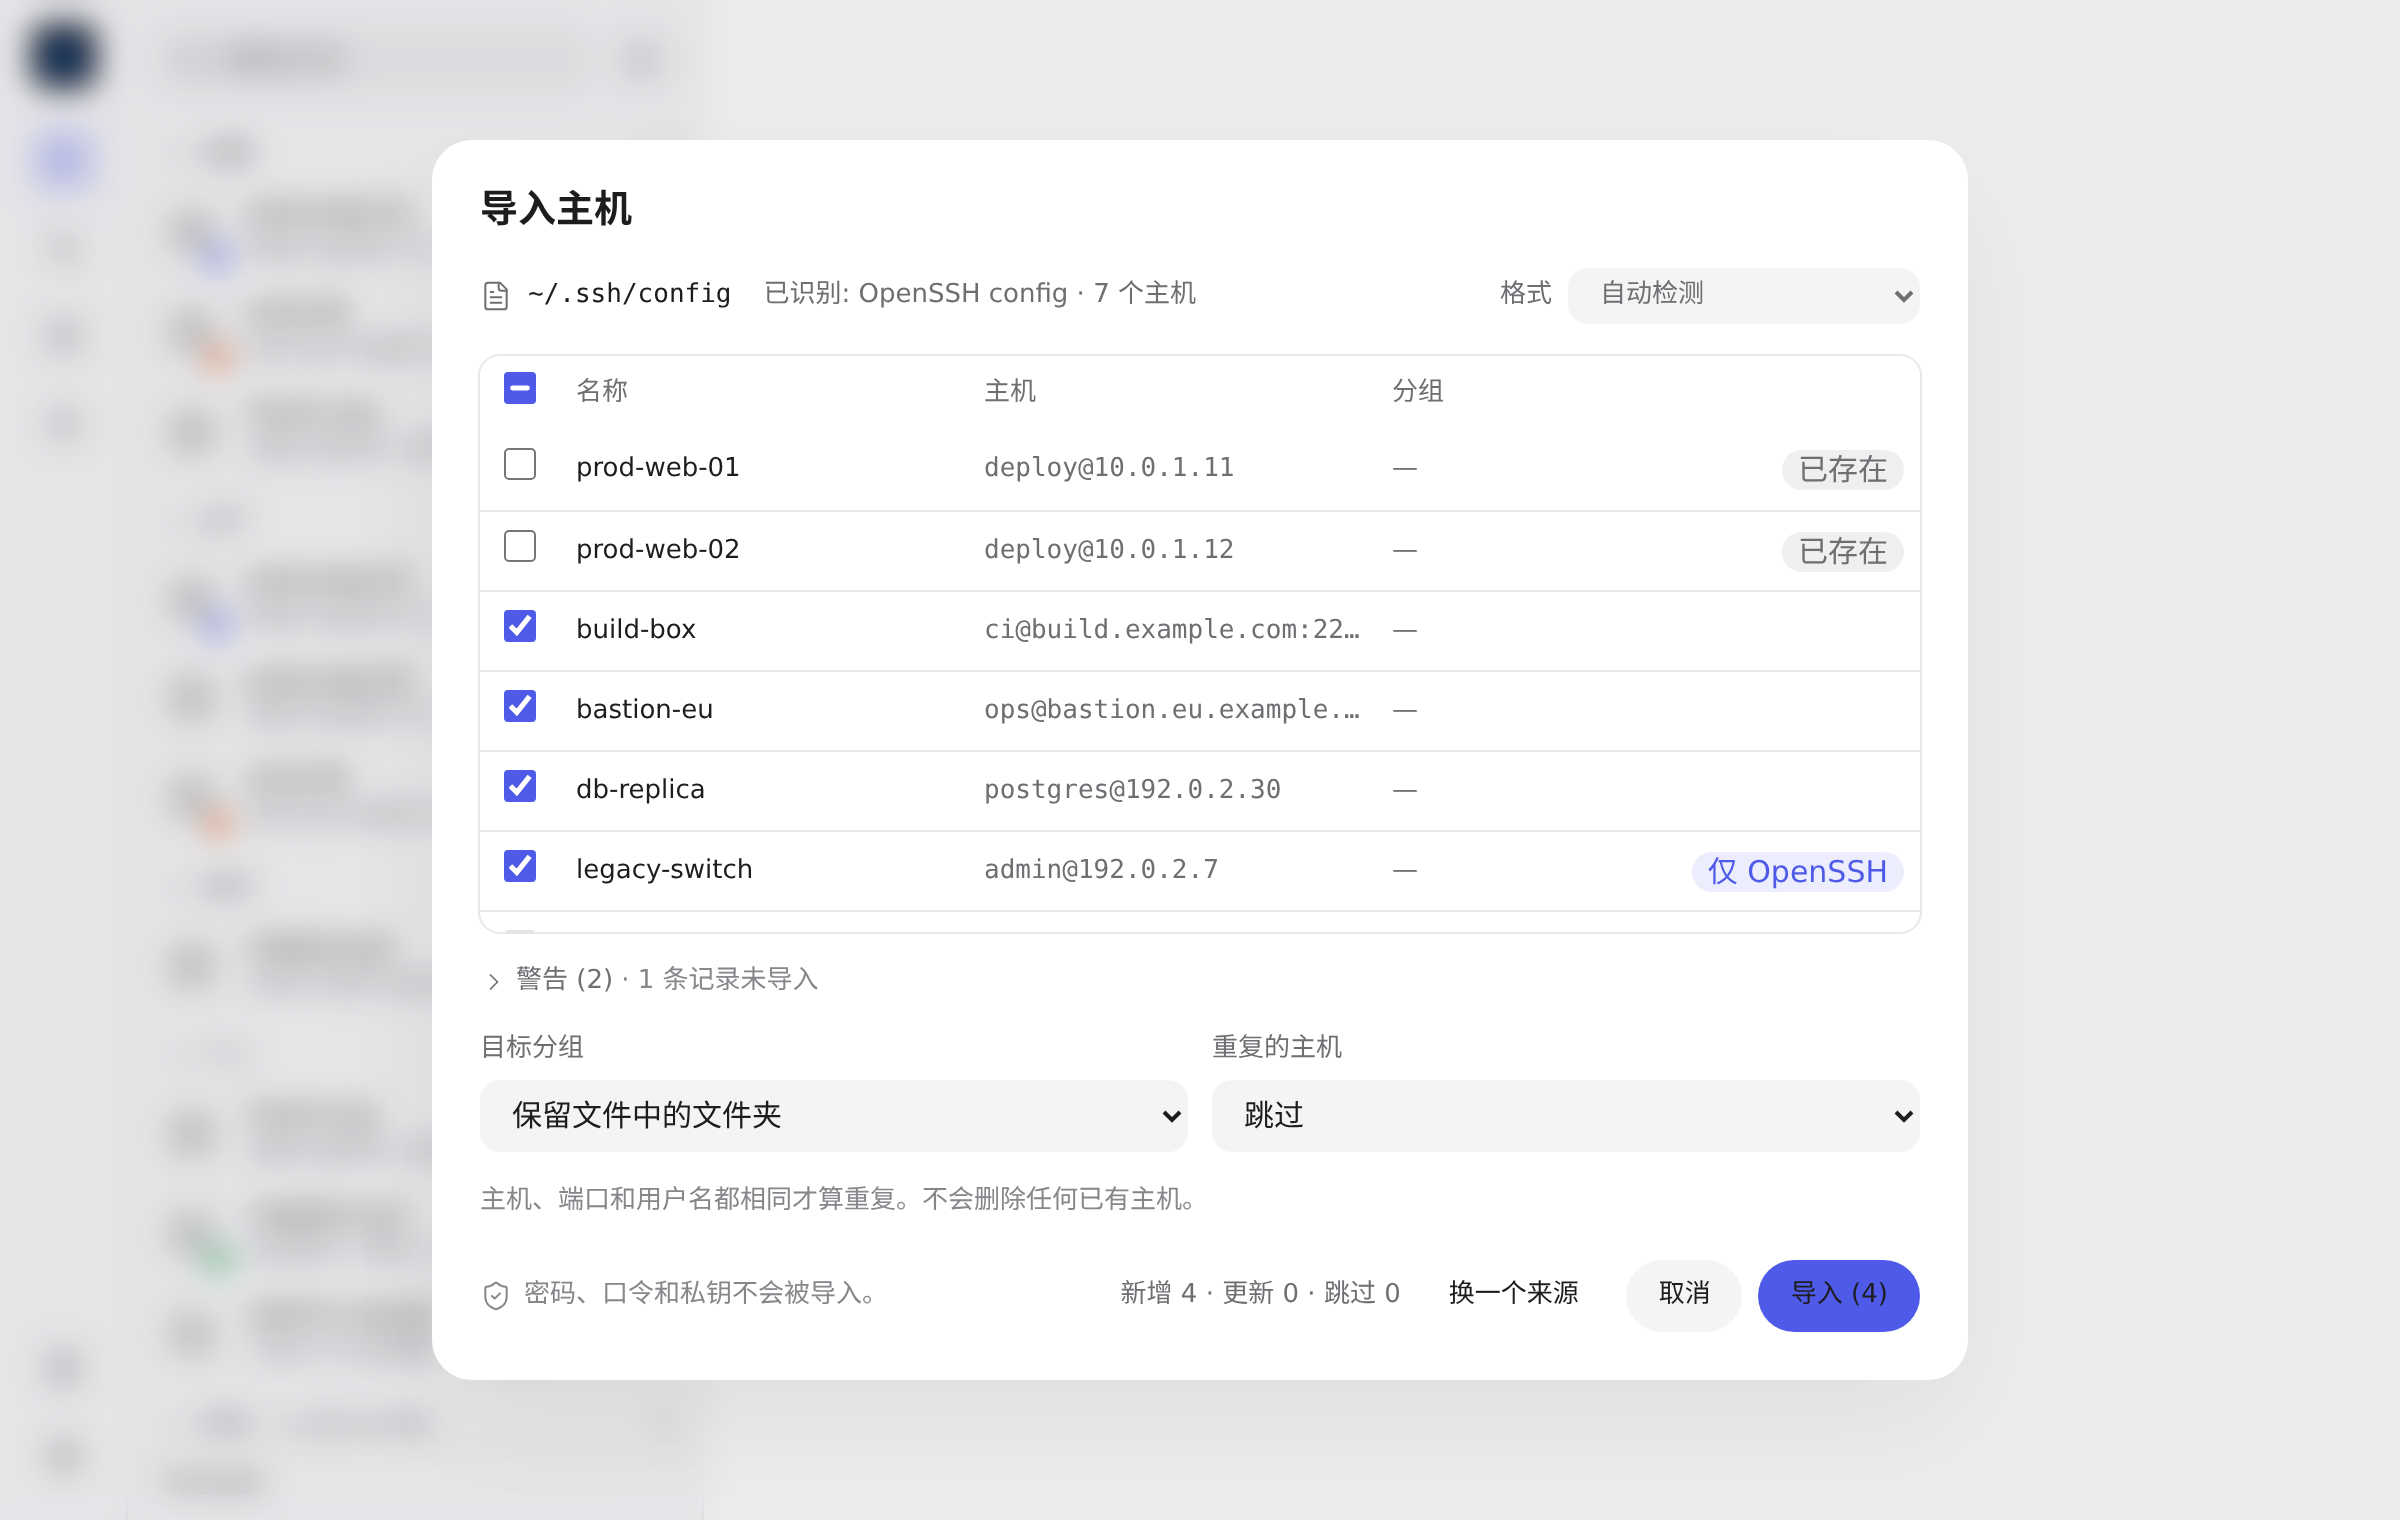 导入主机
~/.ssh/config 已识别: OpenSSH config · 7 个主机 格式 自动检测
名称 主机 分组
prod-web-01 deploy@10.0.1.11 — 已存在
prod-web-02 deploy@10.0.1.12 — 已存在
build-box ci@build.example.com:22… —
bastion-eu ops@bastion.eu.example.… —
db-replica postgres@192.0.2.30 —
legacy-switch admin@192.0.2.7 — 仅 OpenSSH
警告 (2) · 1 条记录未导入
目标分组 重复的主机
保留文件中的文件夹 跳过
主机、端口和用户名都相同才算重复。不会删除任何已有主机。
密码、口令和私钥不会被导入。 新增 4 · 更新 0 · 跳过 0 换一个来源 取消 导入 (4)